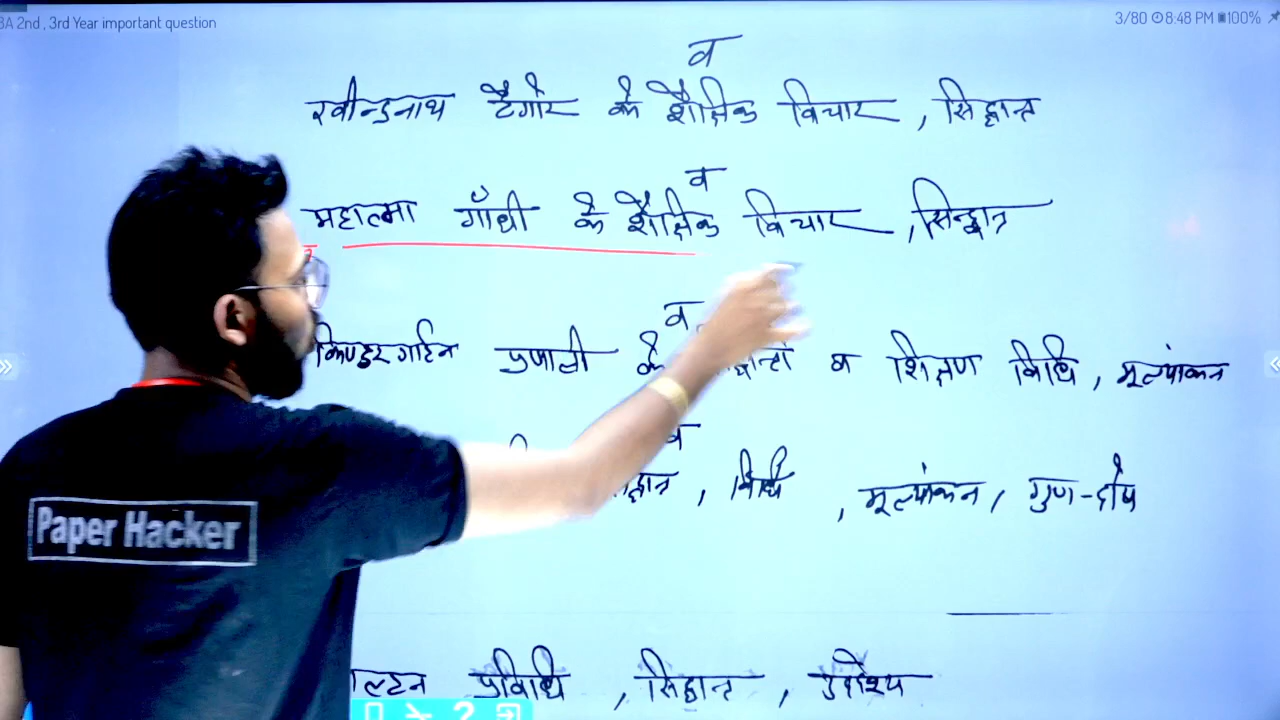 BA 2nd , 3rd Year important question
3/80 8:48 PM 100%
व
रवीन्द्रनाथ टैगोर के शैक्षिक विचार , सिद्धान्त
व
महात्मा गाँधी के शैक्षिक विचार , सिद्धान्त
व
किण्डरगार्टन प्रणाली के व शिक्षण विधि , मूल्यांकन
व
, विधि , मूल्यांकन , गुण-दोष
ाल्टन प्रविधि , सिद्धान्त , उद्देश्य
Paper Hacker